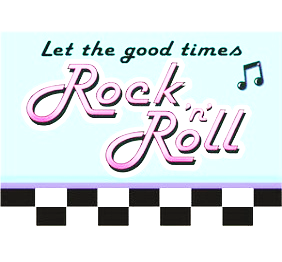 Let the good times
Rock 'n'
Roll